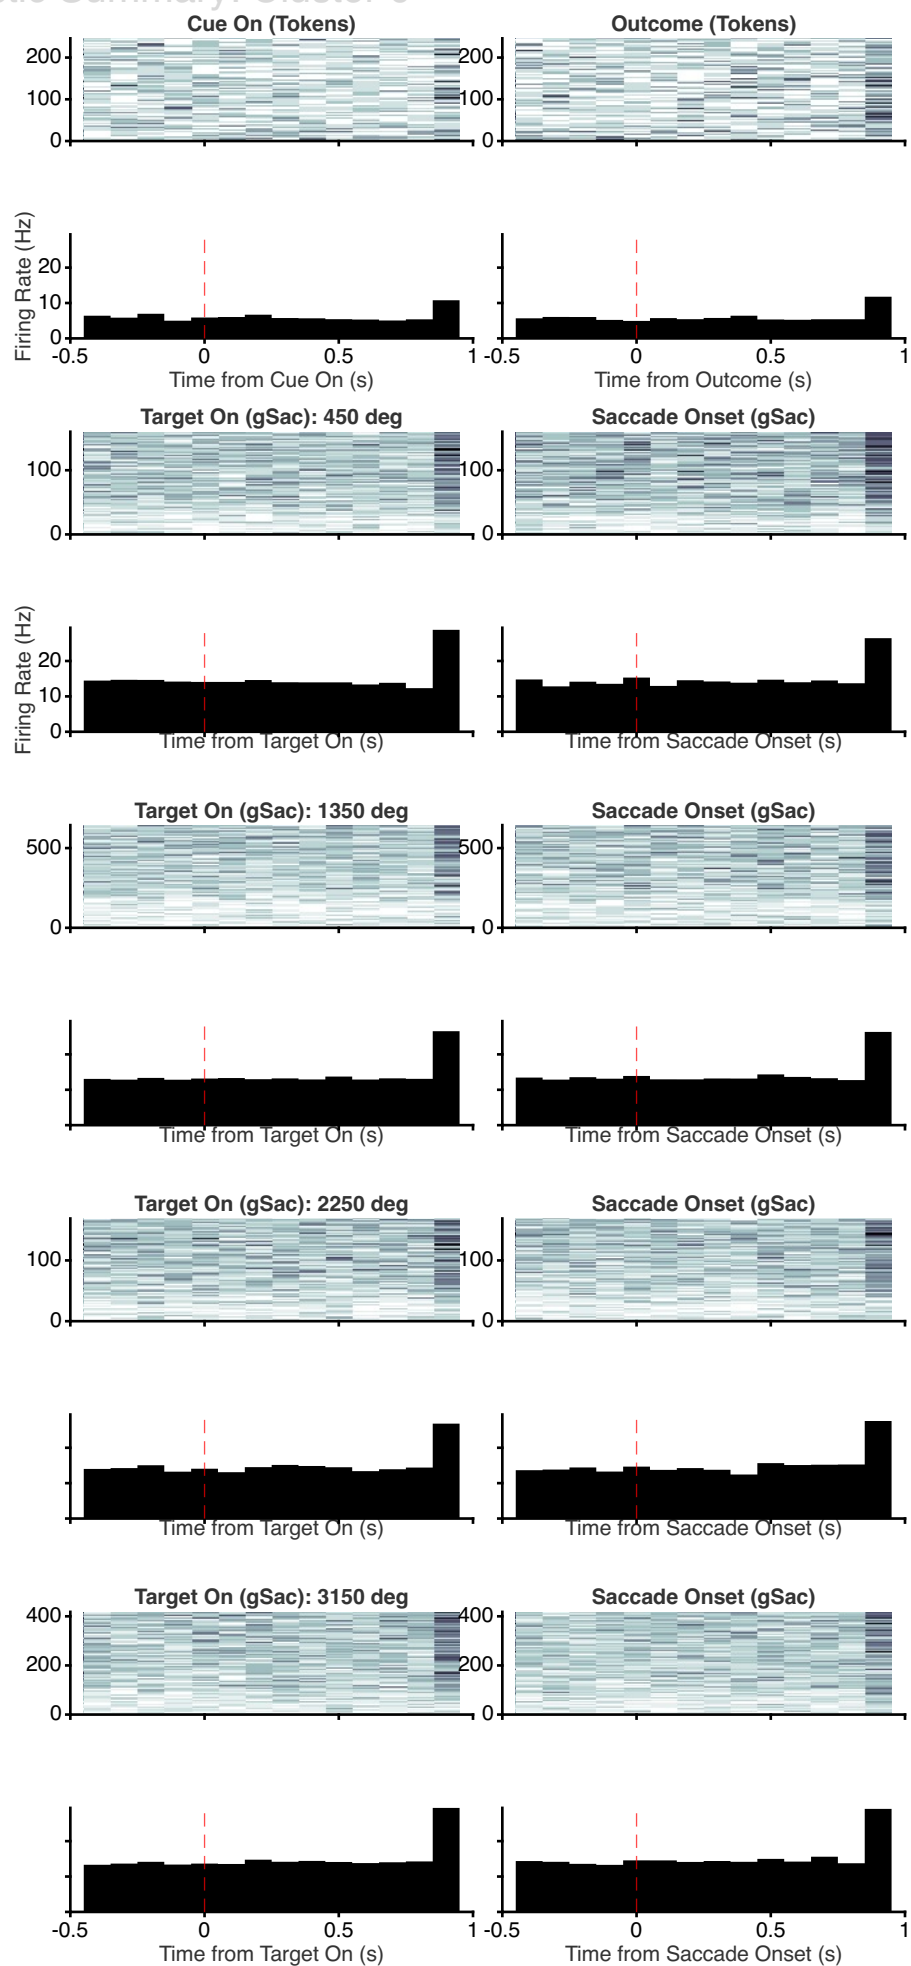 Summary: Cluster
Cue On (Tokens) Outcome (Tokens)
200 200
100 100
0 0
Firing Rate (Hz)
20
10
0
-0.5 0 0.5 1 -0.5 0 0.5 1
Time from Cue On (s) Time from Outcome (s)
Target On (gSac): 450 deg Saccade Onset (gSac)
100 100
0 0
Firing Rate (Hz)
20
10
0
Time from Target On (s) Time from Saccade Onset (s)
Target On (gSac): 1350 deg Saccade Onset (gSac)
500 500
0 0
Time from Target On (s) Time from Saccade Onset (s)
Target On (gSac): 2250 deg Saccade Onset (gSac)
100 100
0 0
Time from Target On (s) Time from Saccade Onset (s)
Target On (gSac): 3150 deg Saccade Onset (gSac)
400 400
200 200
0 0
-0.5 0 0.5 1 -0.5 0 0.5 1
Time from Target On (s) Time from Saccade Onset (s)